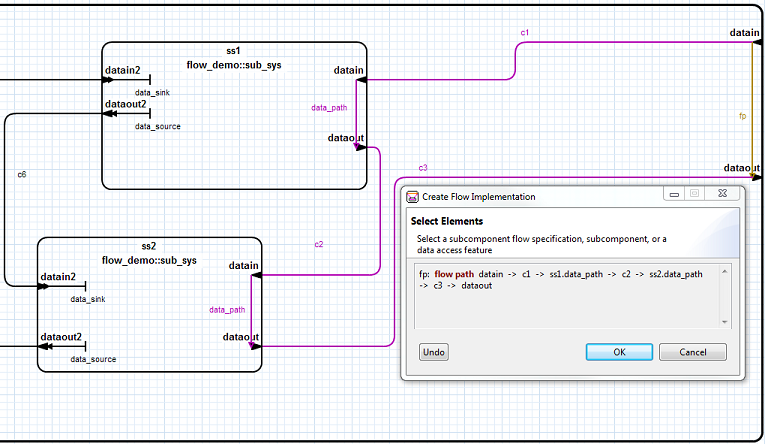 c1
datain
ss1
flow_demo::sub_sys
datain2
data_sink
dataout2
data_source
datain
data_path
dataout
fp
c6
c3
dataout
c2
ss2
flow_demo::sub_sys
datain2
data_sink
dataout2
data_source
datain
data_path
dataout
Create Flow Implementation
Select Elements
Select a subcomponent flow specification, subcomponent, or a
data access feature
fp: flow path datain -> c1 -> ss1.data_path -> c2 -> ss2.data_path
-> c3 -> dataout
Undo
OK
Cancel